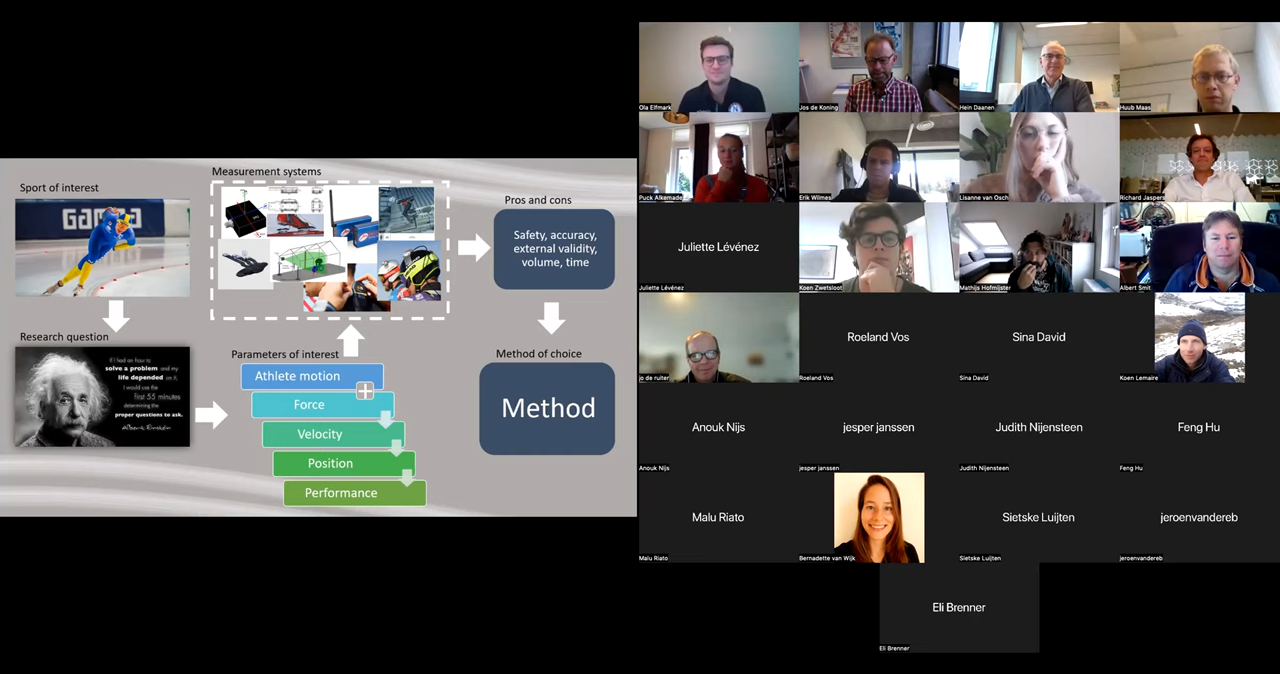 Sport of interest
Measurement systems
Pros and cons
Safety, accuracy,
external validity,
volume, time
Research question
If I had an hour to
solve a problem and my
life depended on it,
I would use the
first 55 minutes
determining the
proper questions to ask.
Albert Einstein
Parameters of interest
Athlete motion
Force
Velocity
Position
Performance
Method of choice
Method
Ola Elfmark
Jos de Koning
Hein Daanen
Huub Maas
Puck Alkemade
Erik Wilmes
Lisanne van Osch
Richard Jaspers
Juliette Lévénez
Juliette Lévénez
Koen Zwetsloot
Mathijs Hofmijster
Albert Smit
jo de ruiter
Roeland Vos
Roeland Vos
Sina David
Sina David
Koen Lemaire
Anouk Nijs
Anouk Nijs
jesper janssen
jesper janssen
Judith Nijensteen
Judith Nijensteen
Feng Hu
Feng Hu
Malu Riato
Malu Riato
Bernadette van Wijk
Sietske Luijten
Sietske Luijten
jeroenvandereb
jeroenvandereb
Eli Brenner
Eli Brenner